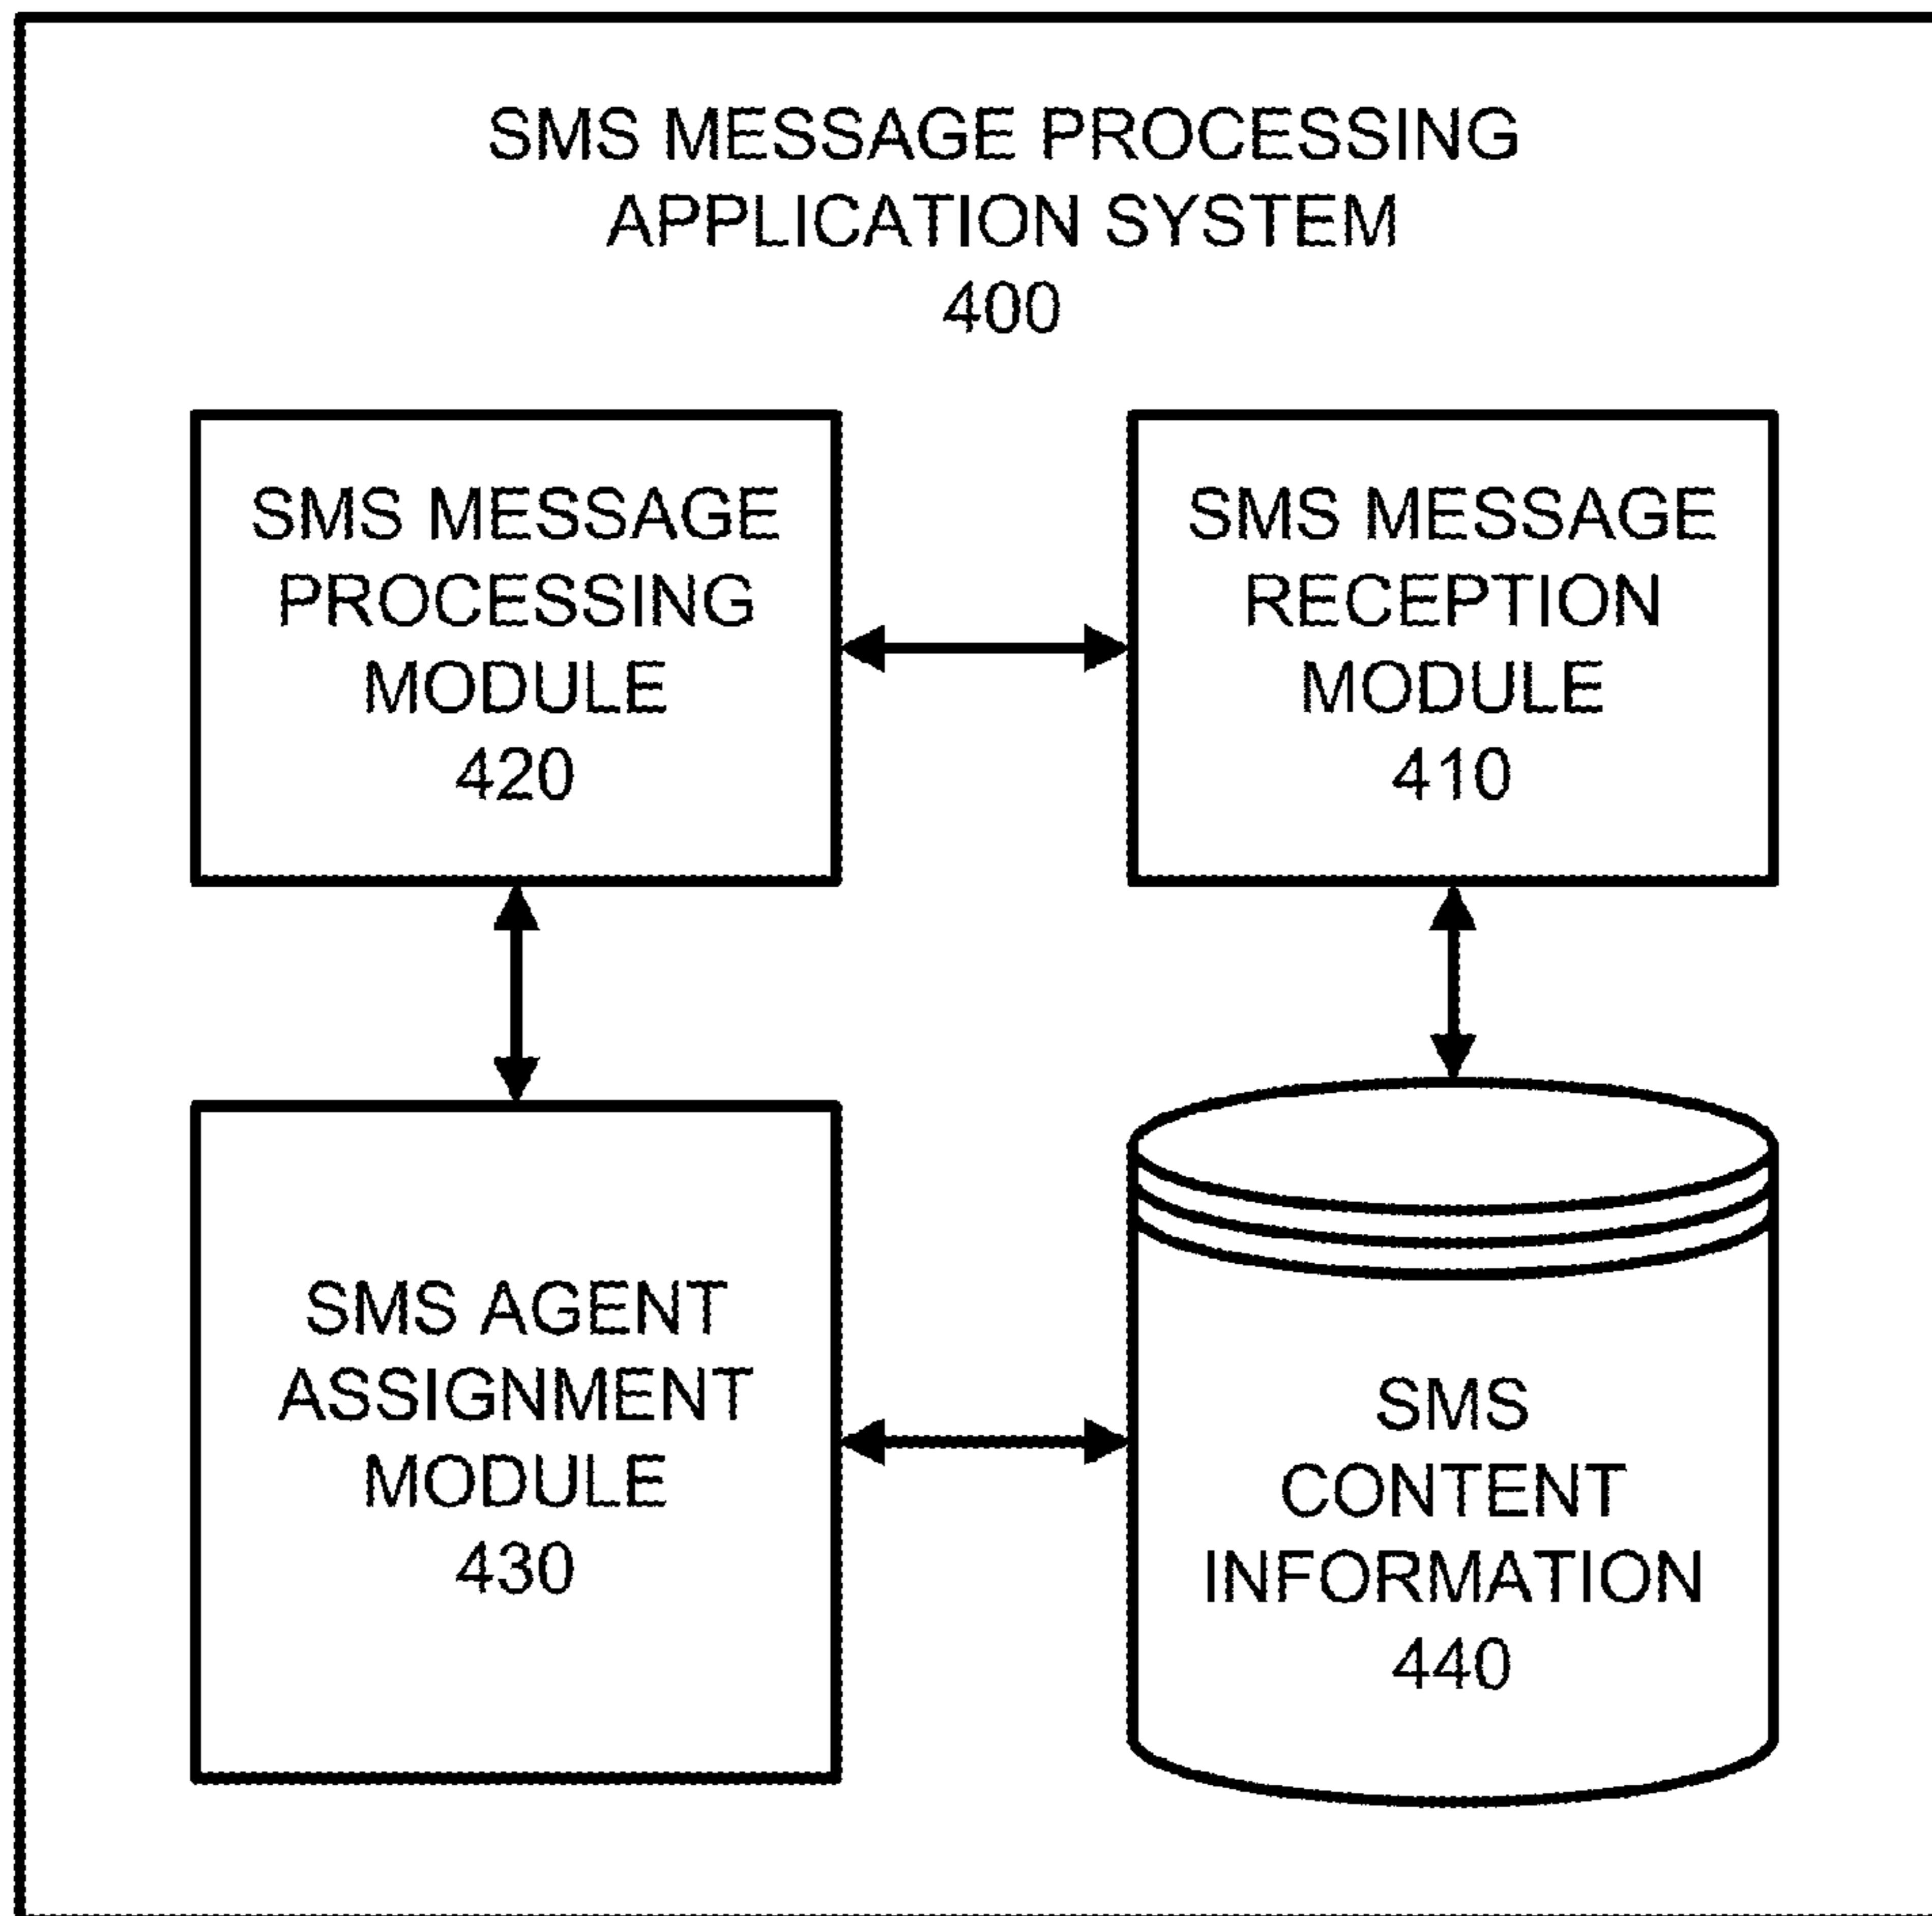 SMS MESSAGE PROCESSING
APPLICATION SYSTEM
400
SMS MESSAGE
PROCESSING
MODULE
420
SMS MESSAGE
RECEPTION
MODULE
410
SMS AGENT
ASSIGNMENT
MODULE
430
SMS
CONTENT
INFORMATION
440